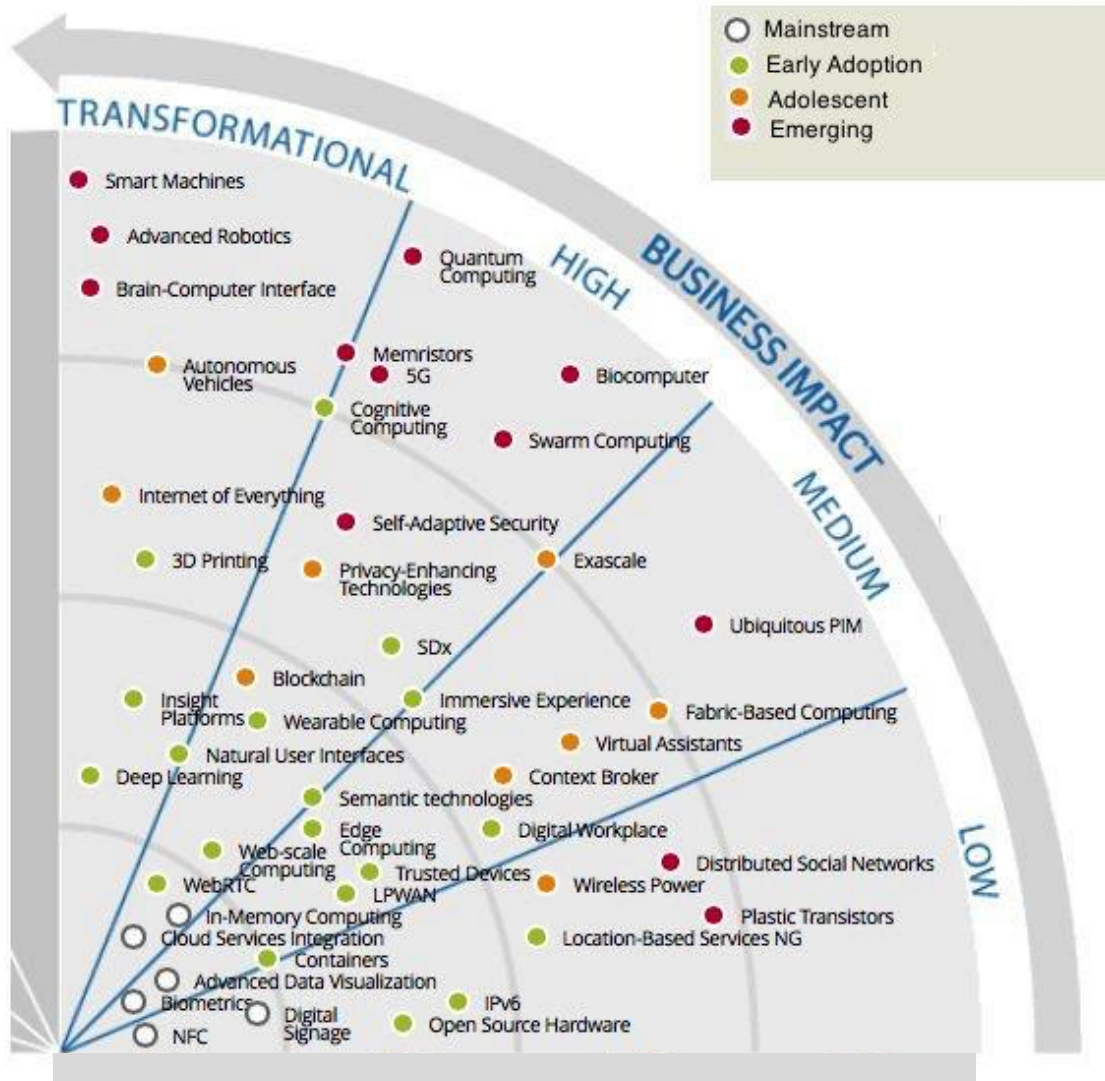 Mainstream
Early Adoption
Adolescent
Emerging
TRANSFORMATIONAL
HIGH
BUSINESS IMPACT
MEDIUM
LOW
Smart Machines
Advanced Robotics
Brain-Computer Interface
Quantum
Computing
Autonomous
Vehicles
Memristors
5G
Biocomputer
Cognitive
Computing
Swarm Computing
Internet of Everything
Self-Adaptive Security
3D Printing
Privacy-Enhancing
Technologies
Exascale
Ubiquitous PIM
SDx
Blockchain
Insight
Platforms
Wearable Computing
Immersive Experience
Fabric-Based Computing
Natural User Interfaces
Virtual Assistants
Deep Learning
Context Broker
Semantic technologies
Edge
Computing
Digital Workplace
Web-scale
Computing
Trusted Devices
Distributed Social Networks
WebRTC
LPWAN
Wireless Power
In-Memory Computing
Plastic Transistors
Cloud Services Integration
Location-Based Services NG
Containers
Advanced Data Visualization
Biometrics
Digital
Signage
IPv6
NFC
Open Source Hardware